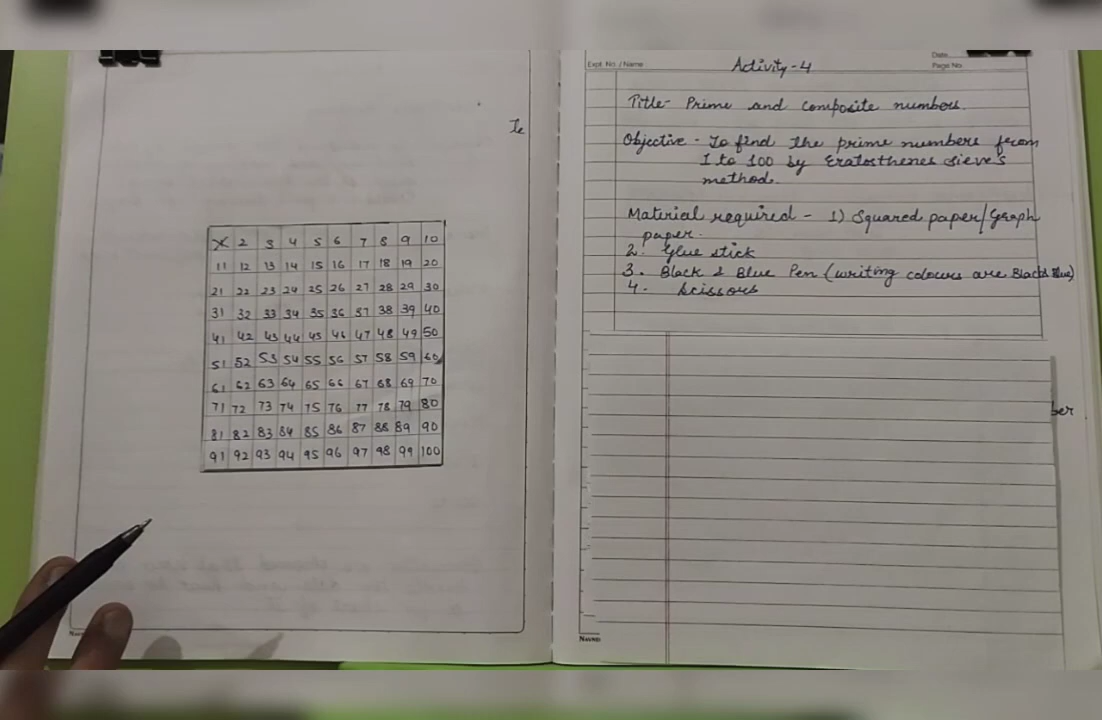 Te
X 2 3 4 5 6 7 8 9 10
11 12 13 14 15 16 17 18 19 20
21 22 23 24 25 26 27 28 29 30
31 32 33 34 35 36 37 38 39 40
41 42 43 44 45 46 47 48 49 50
51 52 53 54 55 56 57 58 59 60
61 62 63 64 65 66 67 68 69 70
71 72 73 74 75 76 77 78 79 80
81 82 83 84 85 86 87 88 89 90
91 92 93 94 95 96 97 98 99 100
Expt. No. / Name
Date
Page No.
Activity-4
Title- Prime and composite numbers.
Objective - To find the prime numbers from
1 to 100 by Eratosthenes sieve's
method.
Material required - 1) Squared paper/Graph
paper.
2. Glue stick
3. Black & Blue Pen (writing colours are Black & Blue)
4. Scissors
ber